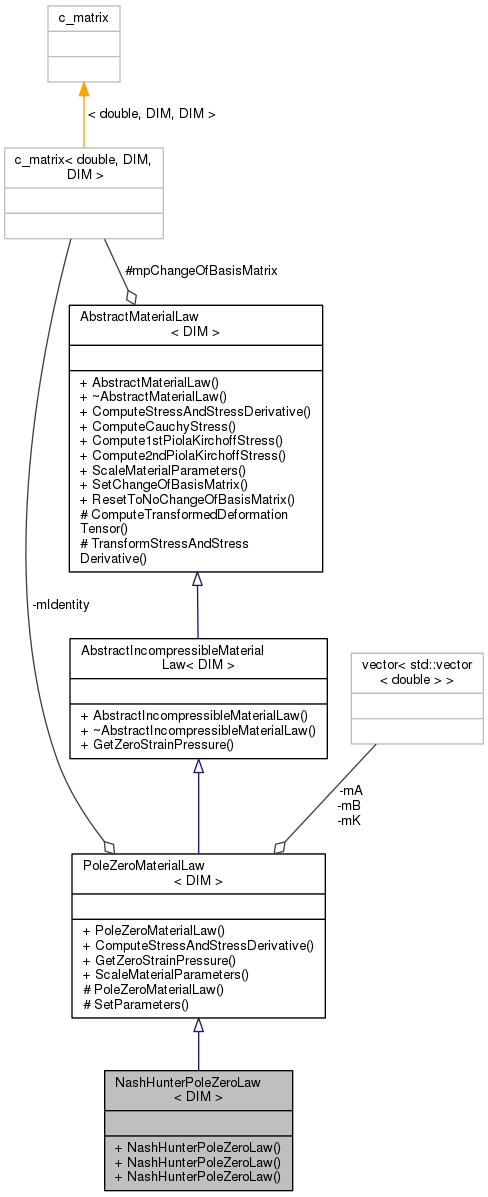 c_matrix
< double, DIM, DIM >
c_matrix< double, DIM,
DIM >
#mpChangeOfBasisMatrix
AbstractMaterialLaw
< DIM >
+ AbstractMaterialLaw()
+ ~AbstractMaterialLaw()
+ ComputeStressAndStressDerivative()
+ ComputeCauchyStress()
+ Compute1stPiolaKirchoffStress()
+ Compute2ndPiolaKirchoffStress()
+ ScaleMaterialParameters()
+ SetChangeOfBasisMatrix()
+ ResetToNoChangeOfBasisMatrix()
# ComputeTransformedDeformation
Tensor()
# TransformStressAndStress
Derivative()
-mIdentity
AbstractIncompressibleMaterial
Law< DIM >
+ AbstractIncompressibleMaterialLaw()
+ ~AbstractIncompressibleMaterialLaw()
+ GetZeroStrainPressure()
vector< std::vector
< double > >
-mA
-mB
-mK
PoleZeroMaterialLaw
< DIM >
+ PoleZeroMaterialLaw()
+ ComputeStressAndStressDerivative()
+ GetZeroStrainPressure()
+ ScaleMaterialParameters()
# PoleZeroMaterialLaw()
# SetParameters()
NashHunterPoleZeroLaw
< DIM >
+ NashHunterPoleZeroLaw()
+ NashHunterPoleZeroLaw()
+ NashHunterPoleZeroLaw()